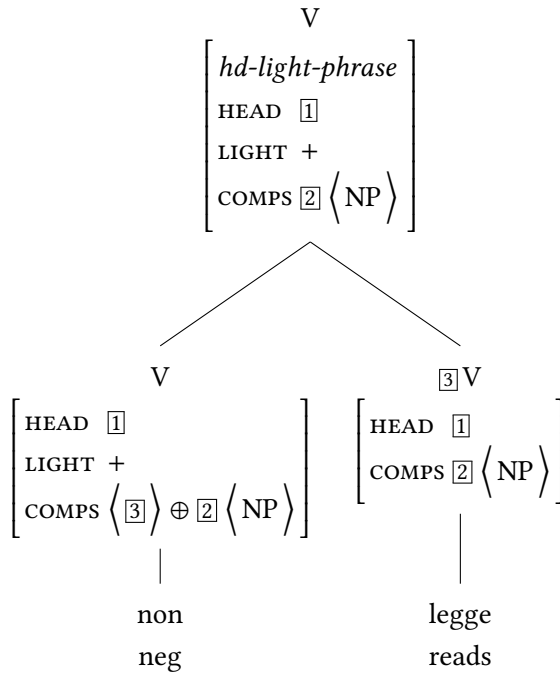 V
hd-light-phrase
HEAD 1
LIGHT +
COMPS 2 ⟨NP⟩
V
HEAD 1
LIGHT +
COMPS ⟨3⟩ ⊕ 2 ⟨NP⟩
3 V
HEAD 1
COMPS 2 ⟨NP⟩
non
neg
legge
reads